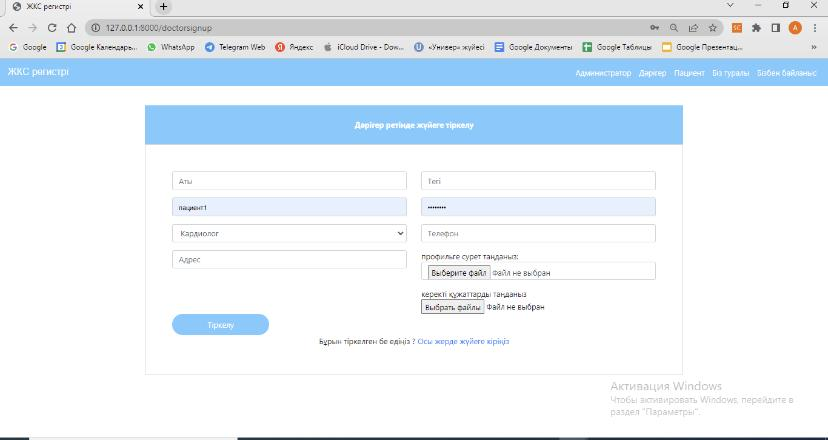 ЖКС регистрі
127.0.0.1:8000/doctorsignup
Google Google Календарь... WhatsApp Telegram Web Яндекс iCloud Drive - Dow... «Универ» жүйесі Google Документы Google Таблицы Google Презентац... »
ЖКС регистрі Администратор Дәрігер Пациент Біз туралы Бізбен байланыс
Дәрігер ретінде жүйеге тіркелу
Аты Тегі
пациент1 ••••••••
Кардиолог Телефон
Адрес профильге сурет таңданыз:
Выберите файл Файл не выбран
керекті құжаттарды таңданыз
Выбрать файлы Файл не выбран
Тіркелу
Бұрын тіркелген бе едіңіз ? Осы жерде жүйеге кіріңіз
Активация Windows
Чтобы активировать Windows, перейдите в
раздел "Параметры".